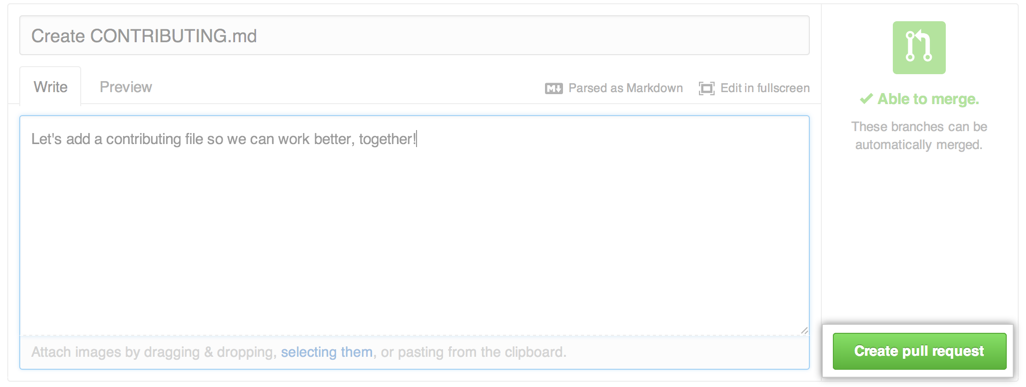 Create CONTRIBUTING.md
Write Preview Parsed as Markdown Edit in fullscreen
Let's add a contributing file so we can work better, together!
Attach images by dragging & dropping, selecting them, or pasting from the clipboard.
✔ Able to merge.
These branches can be
automatically merged.
Create pull request